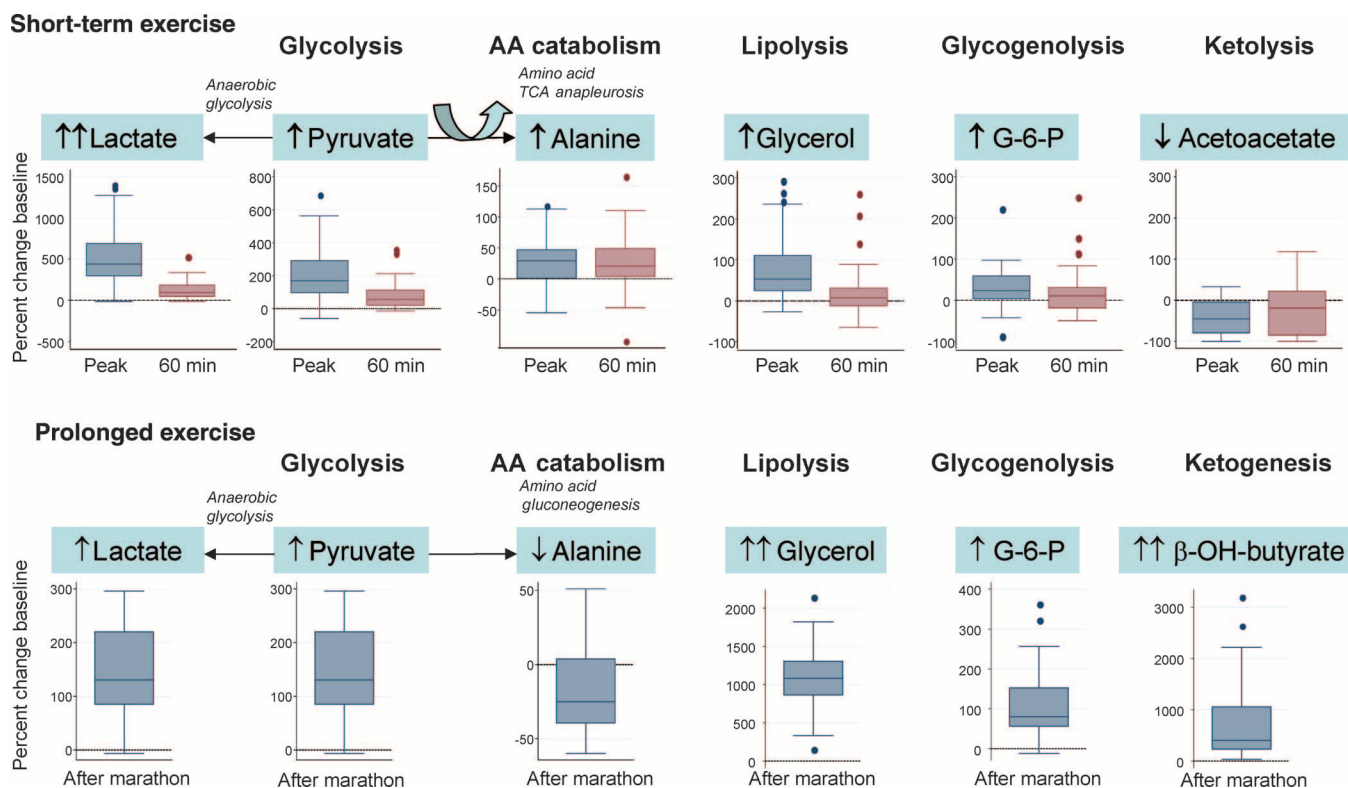 Short-term exercise
Glycolysis
AA catabolism
Lipolysis
Glycogenolysis
Ketolysis
Anaerobic
glycolysis
Amino acid
TCA anapleurosis
↑↑Lactate
↑Pyruvate
↑Alanine
↑Glycerol
↑ G-6-P
↓ Acetoacetate
Percent change baseline
1500
1000
500
0
-500
Peak 60 min
800
600
400
200
0
-200
Peak 60 min
150
100
50
0
-50
Peak 60 min
300
200
100
0
-100
Peak 60 min
300
200
100
0
-100
Peak 60 min
300
200
100
0
-100
Peak 60 min
Prolonged exercise
Glycolysis
AA catabolism
Lipolysis
Glycogenolysis
Ketogenesis
Anaerobic
glycolysis
Amino acid
gluconeogenesis
↑Lactate
↑Pyruvate
↓ Alanine
↑↑ Glycerol
↑ G-6-P
↑↑ β-OH-butyrate
Percent change baseline
300
200
100
0
After marathon
300
200
100
0
After marathon
50
0
-50
After marathon
2000
1500
1000
500
0
After marathon
400
300
200
100
0
After marathon
3000
2000
1000
0
After marathon